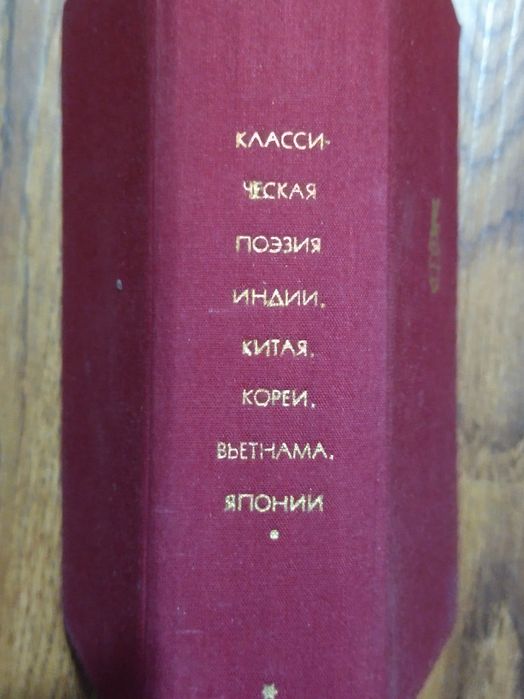 КЛАССИ-
ЧЕСКАЯ
ПОЭЗИЯ
ИНДИИ,
КИТАЯ,
КОРЕИ,
ВЬЕТНАМА,
ЯПОНИИ